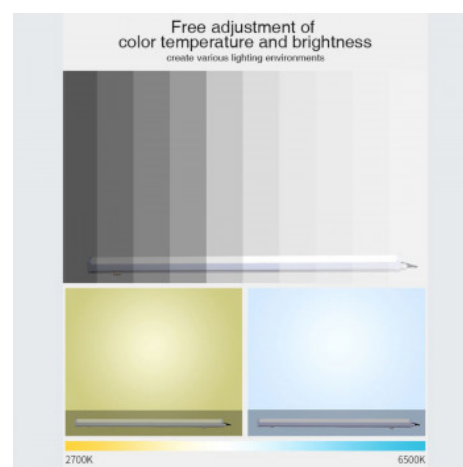 Free adjustment of
color temperature and brightness
create various lighting environments
2700K
6500K